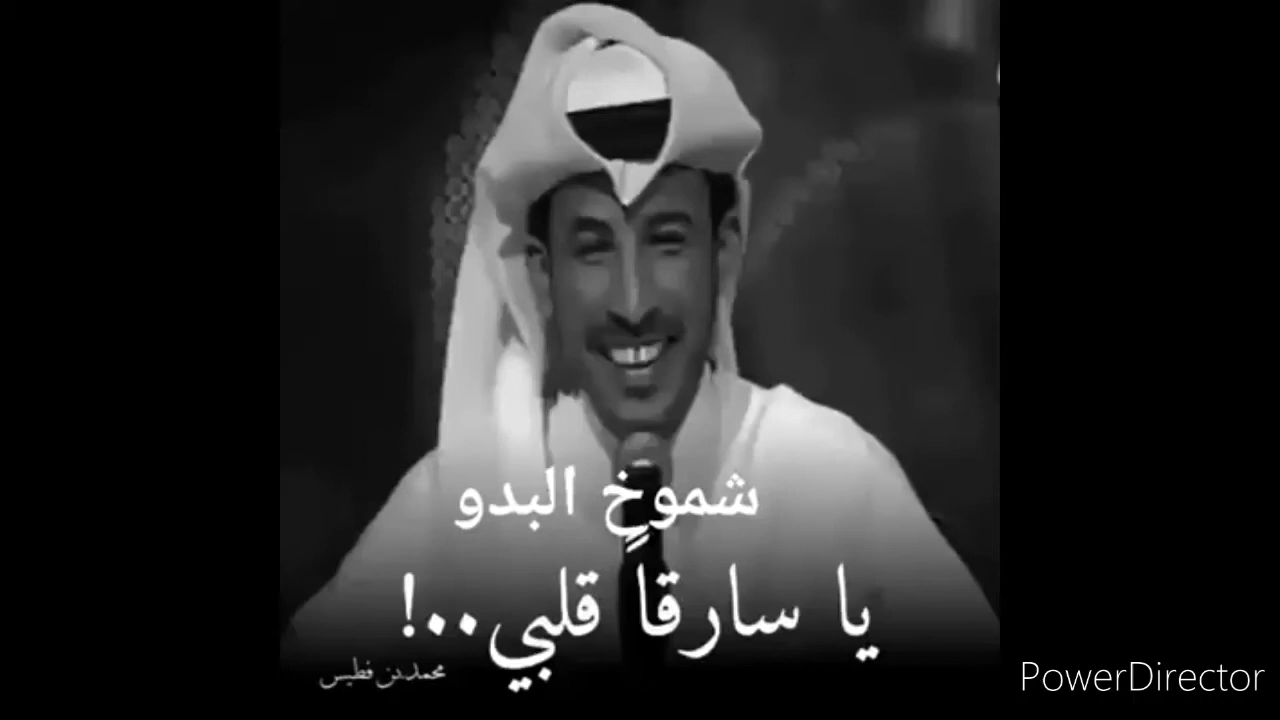 شموخ البدو
يا سارقاً قلبي..!
محمد بن فطيس
PowerDirector